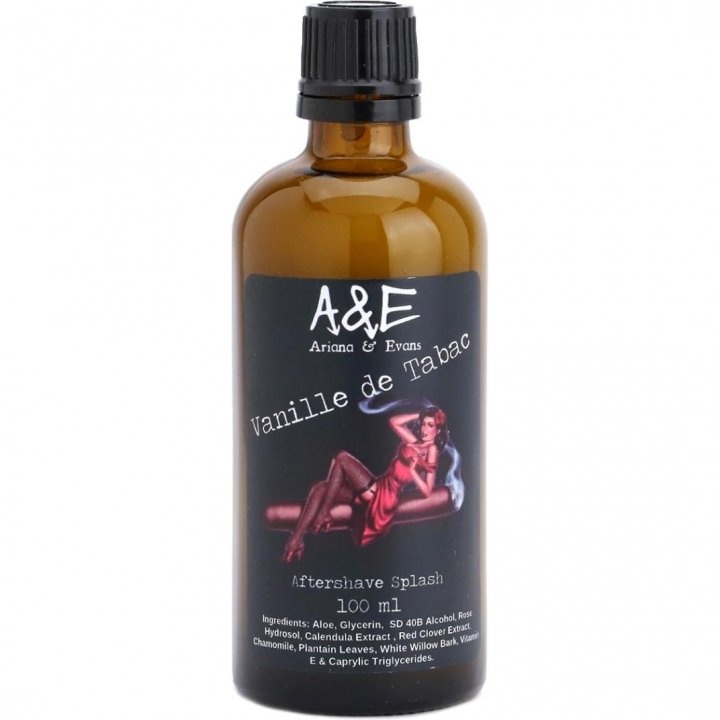 A&E
Ariana & Evans
Vanille de Tabac
Aftershave Splash
100 ml
Ingredients: Aloe, Glycerin, SD 40B Alcohol, Rose
Hydrosol, Calendula Extract , Red Clover Extract,
Chamomile, Plantain Leaves, White Willow Bark, Vitamin
E & Caprylic Triglycerides.